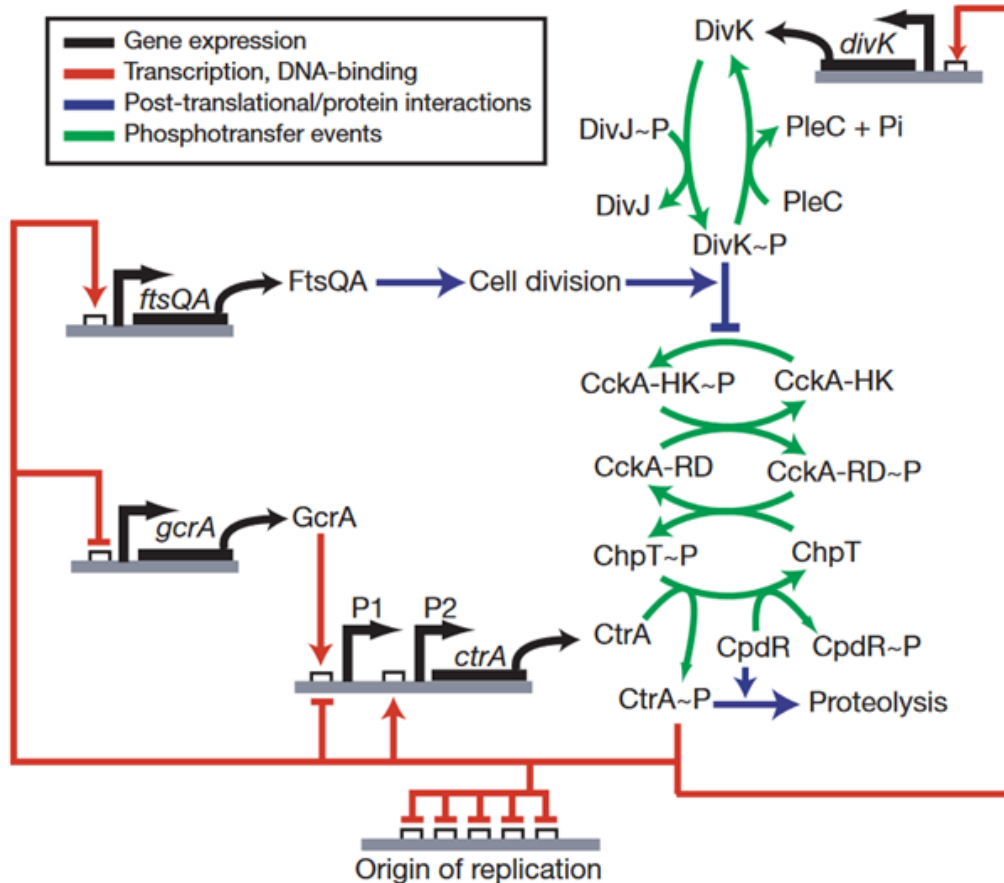 Gene expression
Transcription, DNA-binding
Post-translational/protein interactions
Phosphotransfer events
DivK
divK
DivJ~P
PleC + Pi
DivJ
PleC
DivK~P
ftsQA
FtsQA
Cell division
CckA-HK~P
CckA-HK
CckA-RD
CckA-RD~P
gcrA
GcrA
ChpT~P
ChpT
P1
P2
ctrA
CtrA
CpdR
CpdR~P
CtrA~P
Proteolysis
Origin of replication